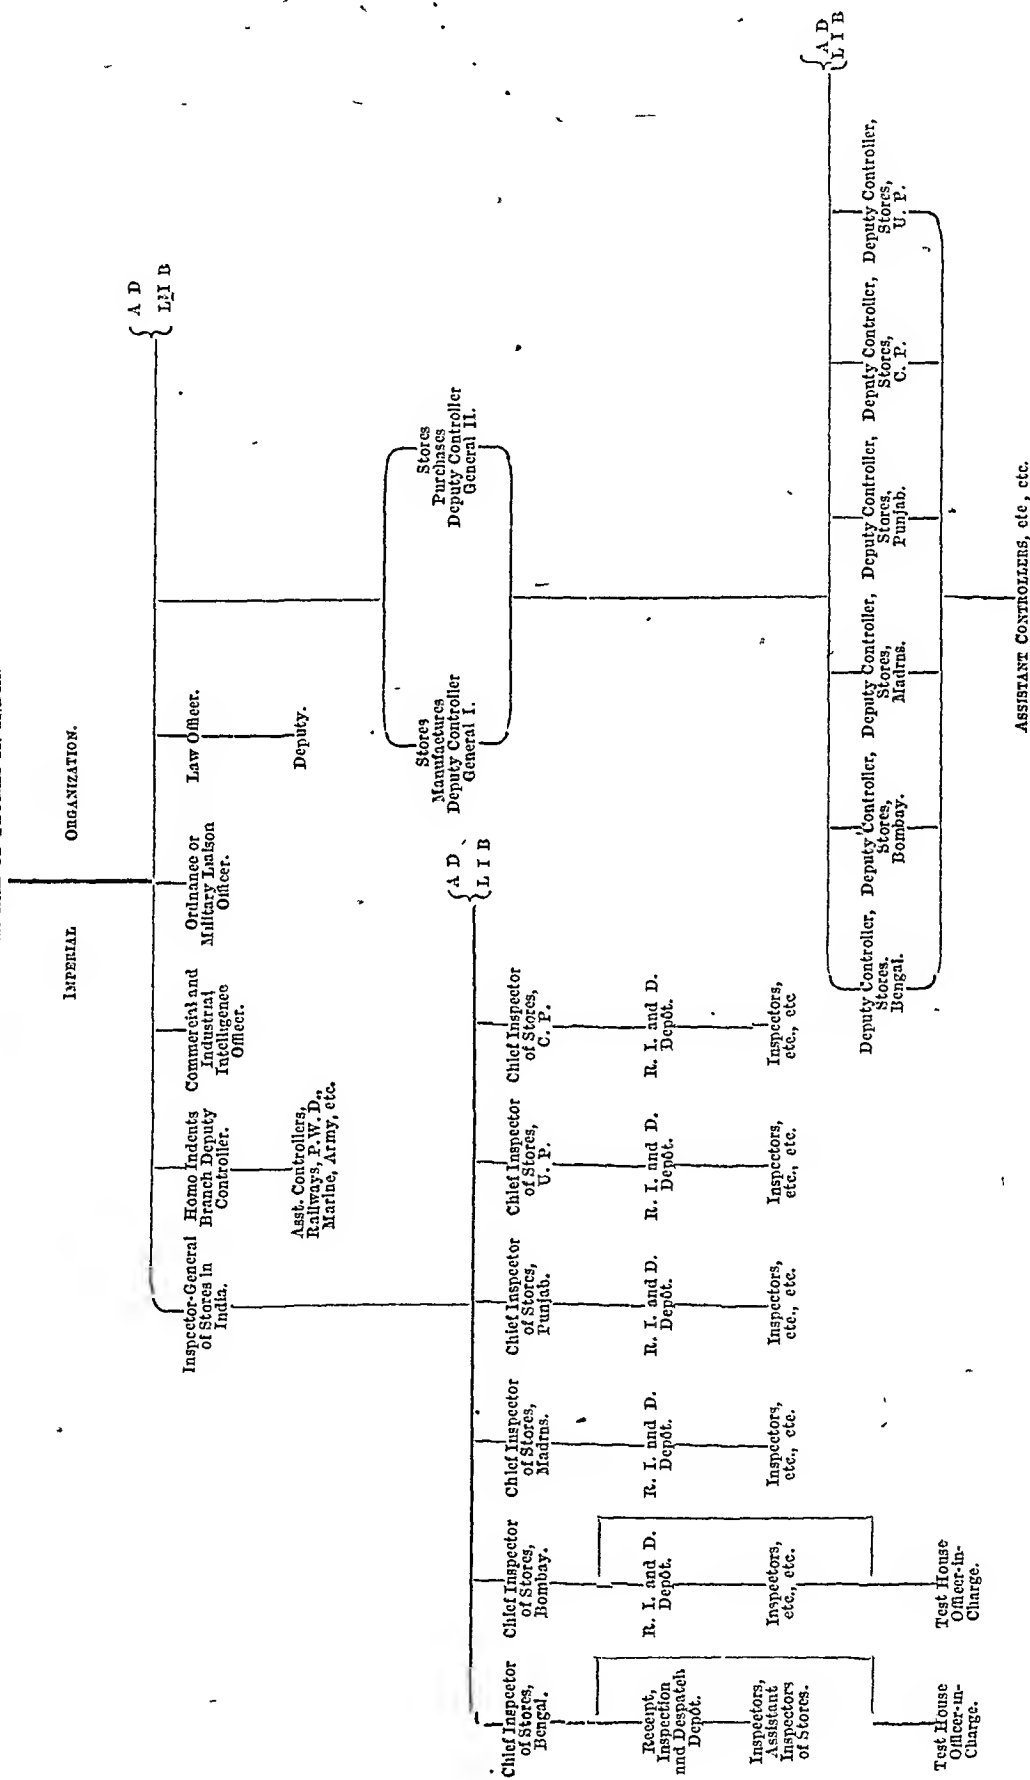 IMPERIAL ORGANIZATION.
{ A D
L I B
Inspector-General
of Stores in
India.
Home Indents
Branch Deputy
Controller.
Commercial and
Industrial
Intelligence
Officer.
Ordnance or
Military Liaison
Officer.
Law Officer.
Asst. Controllers,
Railways, P. W. D.,
Marine, Army, etc.
Deputy.
Stores
Manufactures
Deputy Controller
General I.
Stores
Purchases
Deputy Controller
General II.
{ A D
L I B
Chief Inspector
of Stores,
Bengal.
Chief Inspector
of Stores,
Bombay.
Chief Inspector
of Stores,
Madras.
Chief Inspector
of Stores,
Punjab.
Chief Inspector
of Stores,
U. P.
Chief Inspector
of Stores,
C. P.
Receipt,
Inspection
and Despatch
Depôt.
R. I. and D.
Depôt.
R. I. and D.
Depôt.
R. I. and D.
Depôt.
R. I. and D.
Depôt.
R. I. and D.
Depôt.
Inspectors,
Assistant
Inspectors
of Stores.
Inspectors,
etc., etc.
Inspectors,
etc., etc.
Inspectors,
etc., etc.
Inspectors,
etc., etc.
Inspectors,
etc., etc
Test House
Officer-in-
Charge.
Test House
Officer-in-
Charge.
{ A D
L I B
Deputy Controller,
Stores.
Bengal.
Deputy Controller,
Stores,
Bombay.
Deputy Controller,
Stores,
Madras.
Deputy Controller,
Stores,
Punjab.
Deputy Controller,
Stores,
C. P.
Deputy Controller,
Stores,
U. P.
ASSISTANT CONTROLLERS, etc, etc.